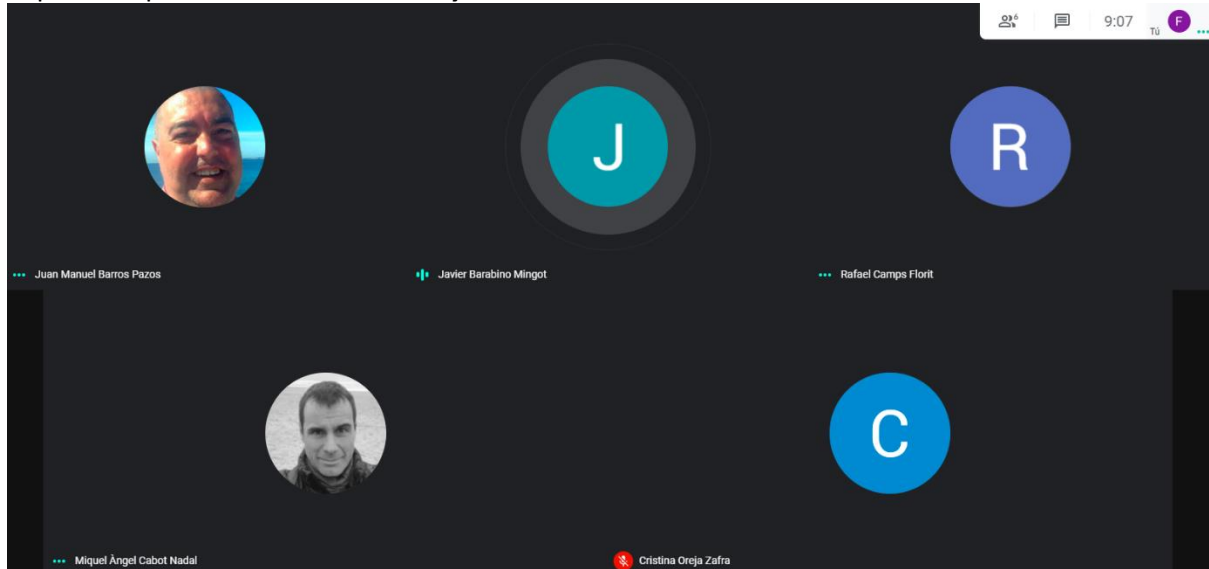 6 9:07 Tú F
J
R
Juan Manuel Barros Pazos
Javier Barabino Mingot
Rafael Camps Florit
C
Miquel Àngel Cabot Nadal
Cristina Oreja Zafra